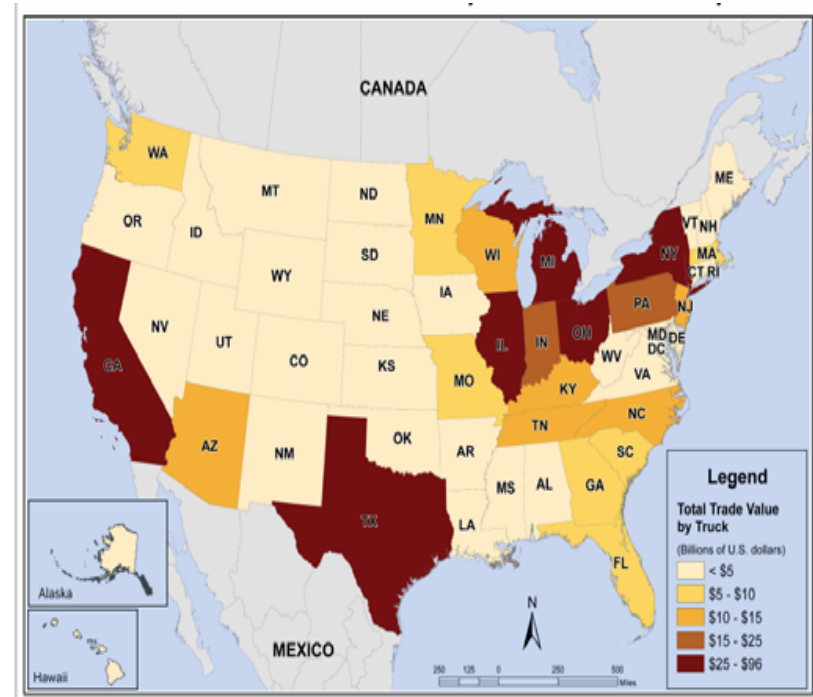 CANADA
WA
MT
ND
MN
ME
OR
ID
SD
WI
MI
VT
NH
NY
MA
WY
CT
RI
IA
PA
NJ
NE
NV
UT
IL
IN
OH
MD
DE
DC
CO
WV
CA
KS
MO
VA
KY
NC
TN
AZ
NM
OK
AR
SC
MS
AL
GA
TX
LA
FL
Legend
Total Trade Value
by Truck
(Billions of U.S. dollars)
< $5
$5 - $10
$10 - $15
$15 - $25
$25 - $96
Alaska
Hawaii
MEXICO
N
250 125 0 250 500
Miles